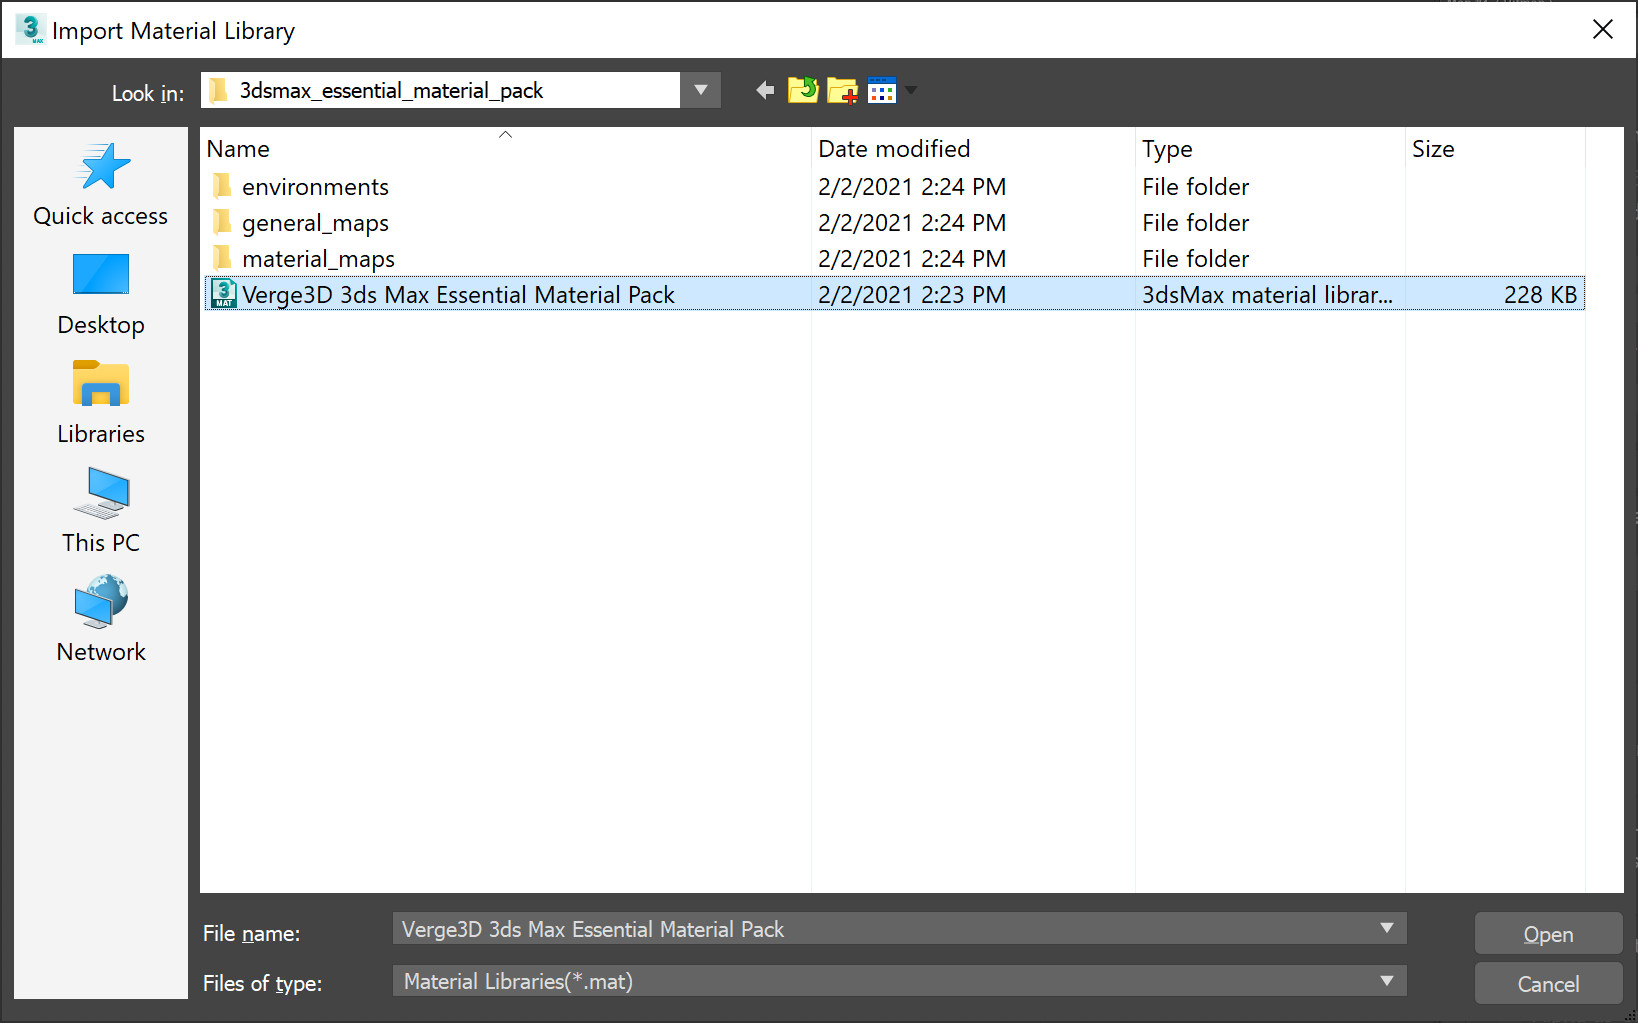 Import Material Library
Look in: 3dsmax_essential_material_pack
Quick access
Desktop
Libraries
This PC
Network
Name Date modified Type Size
environments 2/2/2021 2:24 PM File folder
general_maps 2/2/2021 2:24 PM File folder
material_maps 2/2/2021 2:24 PM File folder
Verge3D 3ds Max Essential Material Pack 2/2/2021 2:23 PM 3dsMax material librar... 228 KB
File name: Verge3D 3ds Max Essential Material Pack Open
Files of type: Material Libraries(*.mat) Cancel